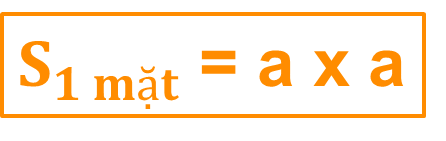 S1 mặt = a x a